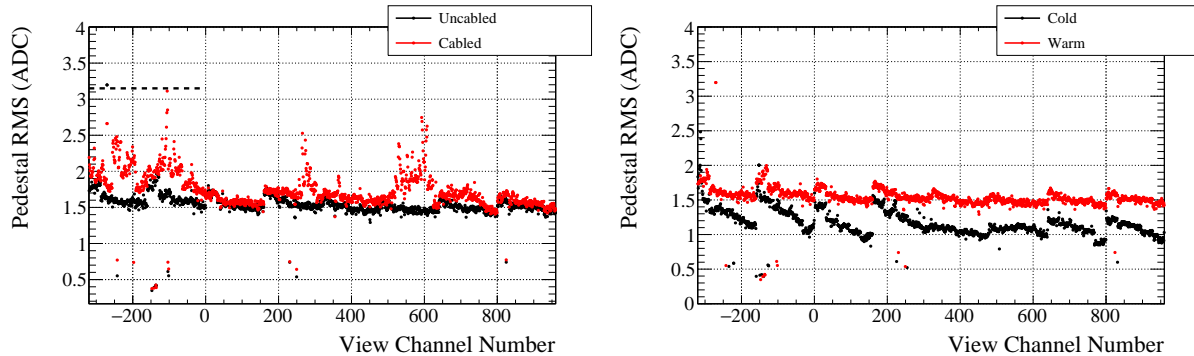 Uncabled
Cabled
Pedestal RMS (ADC)
4
3.5
3
2.5
2
1.5
1
0.5
−200 0 200 400 600 800
View Channel Number
Cold
Warm
Pedestal RMS (ADC)
4
3.5
3
2.5
2
1.5
1
0.5
0
−200 0 200 400 600 800
View Channel Number